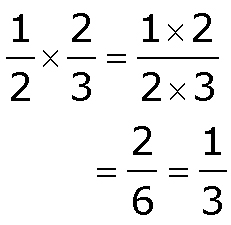 1/2 × 2/3 = 1×2/2×3
= 2/6 = 1/3